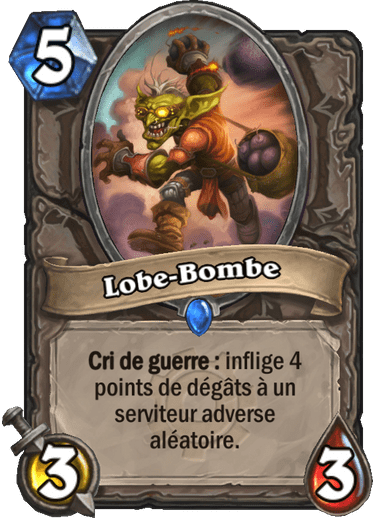 5
Lobe-Bombe
Cri de guerre : inflige 4
points de dégâts à un
serviteur adverse
aléatoire.
3
3